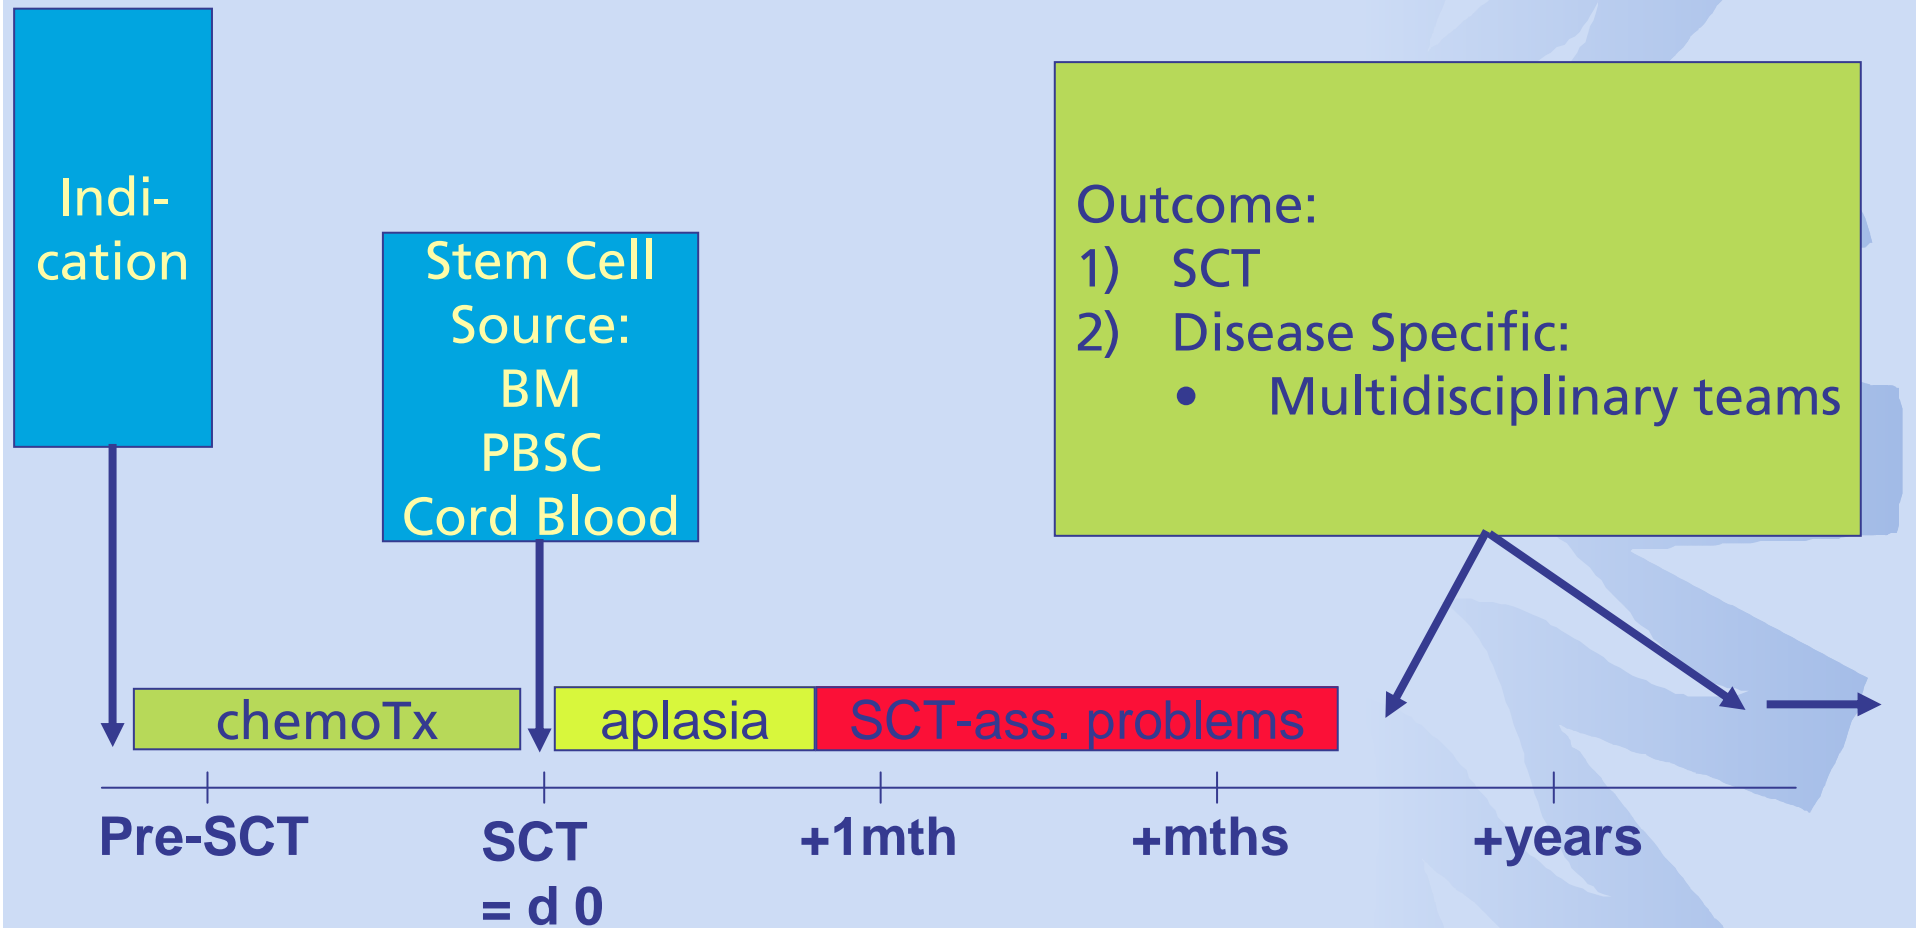 Indi-
cation
Stem Cell
Source:
BM
PBSC
Cord Blood
Outcome:
1) SCT
2) Disease Specific:
• Multidisciplinary teams
chemoTx
aplasia
SCT-ass. problems
Pre-SCT
SCT
= d 0
+1mth
+mths
+years